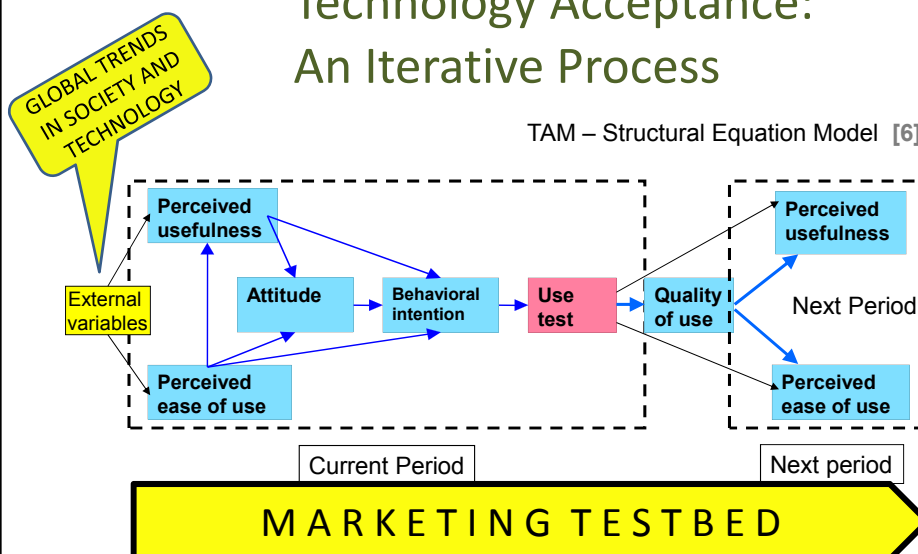 Technology Acceptance:
An Iterative Process
GLOBAL TRENDS
IN SOCIETY AND
TECHNOLOGY
TAM – Structural Equation Model [6]
Perceived
usefulness
Perceived
usefulness
External
variables
Attitude
Behavioral
intention
Use
test
Quality
of use
Next Period
Perceived
ease of use
Perceived
ease of use
Current Period
Next period
MARKETING TESTBED